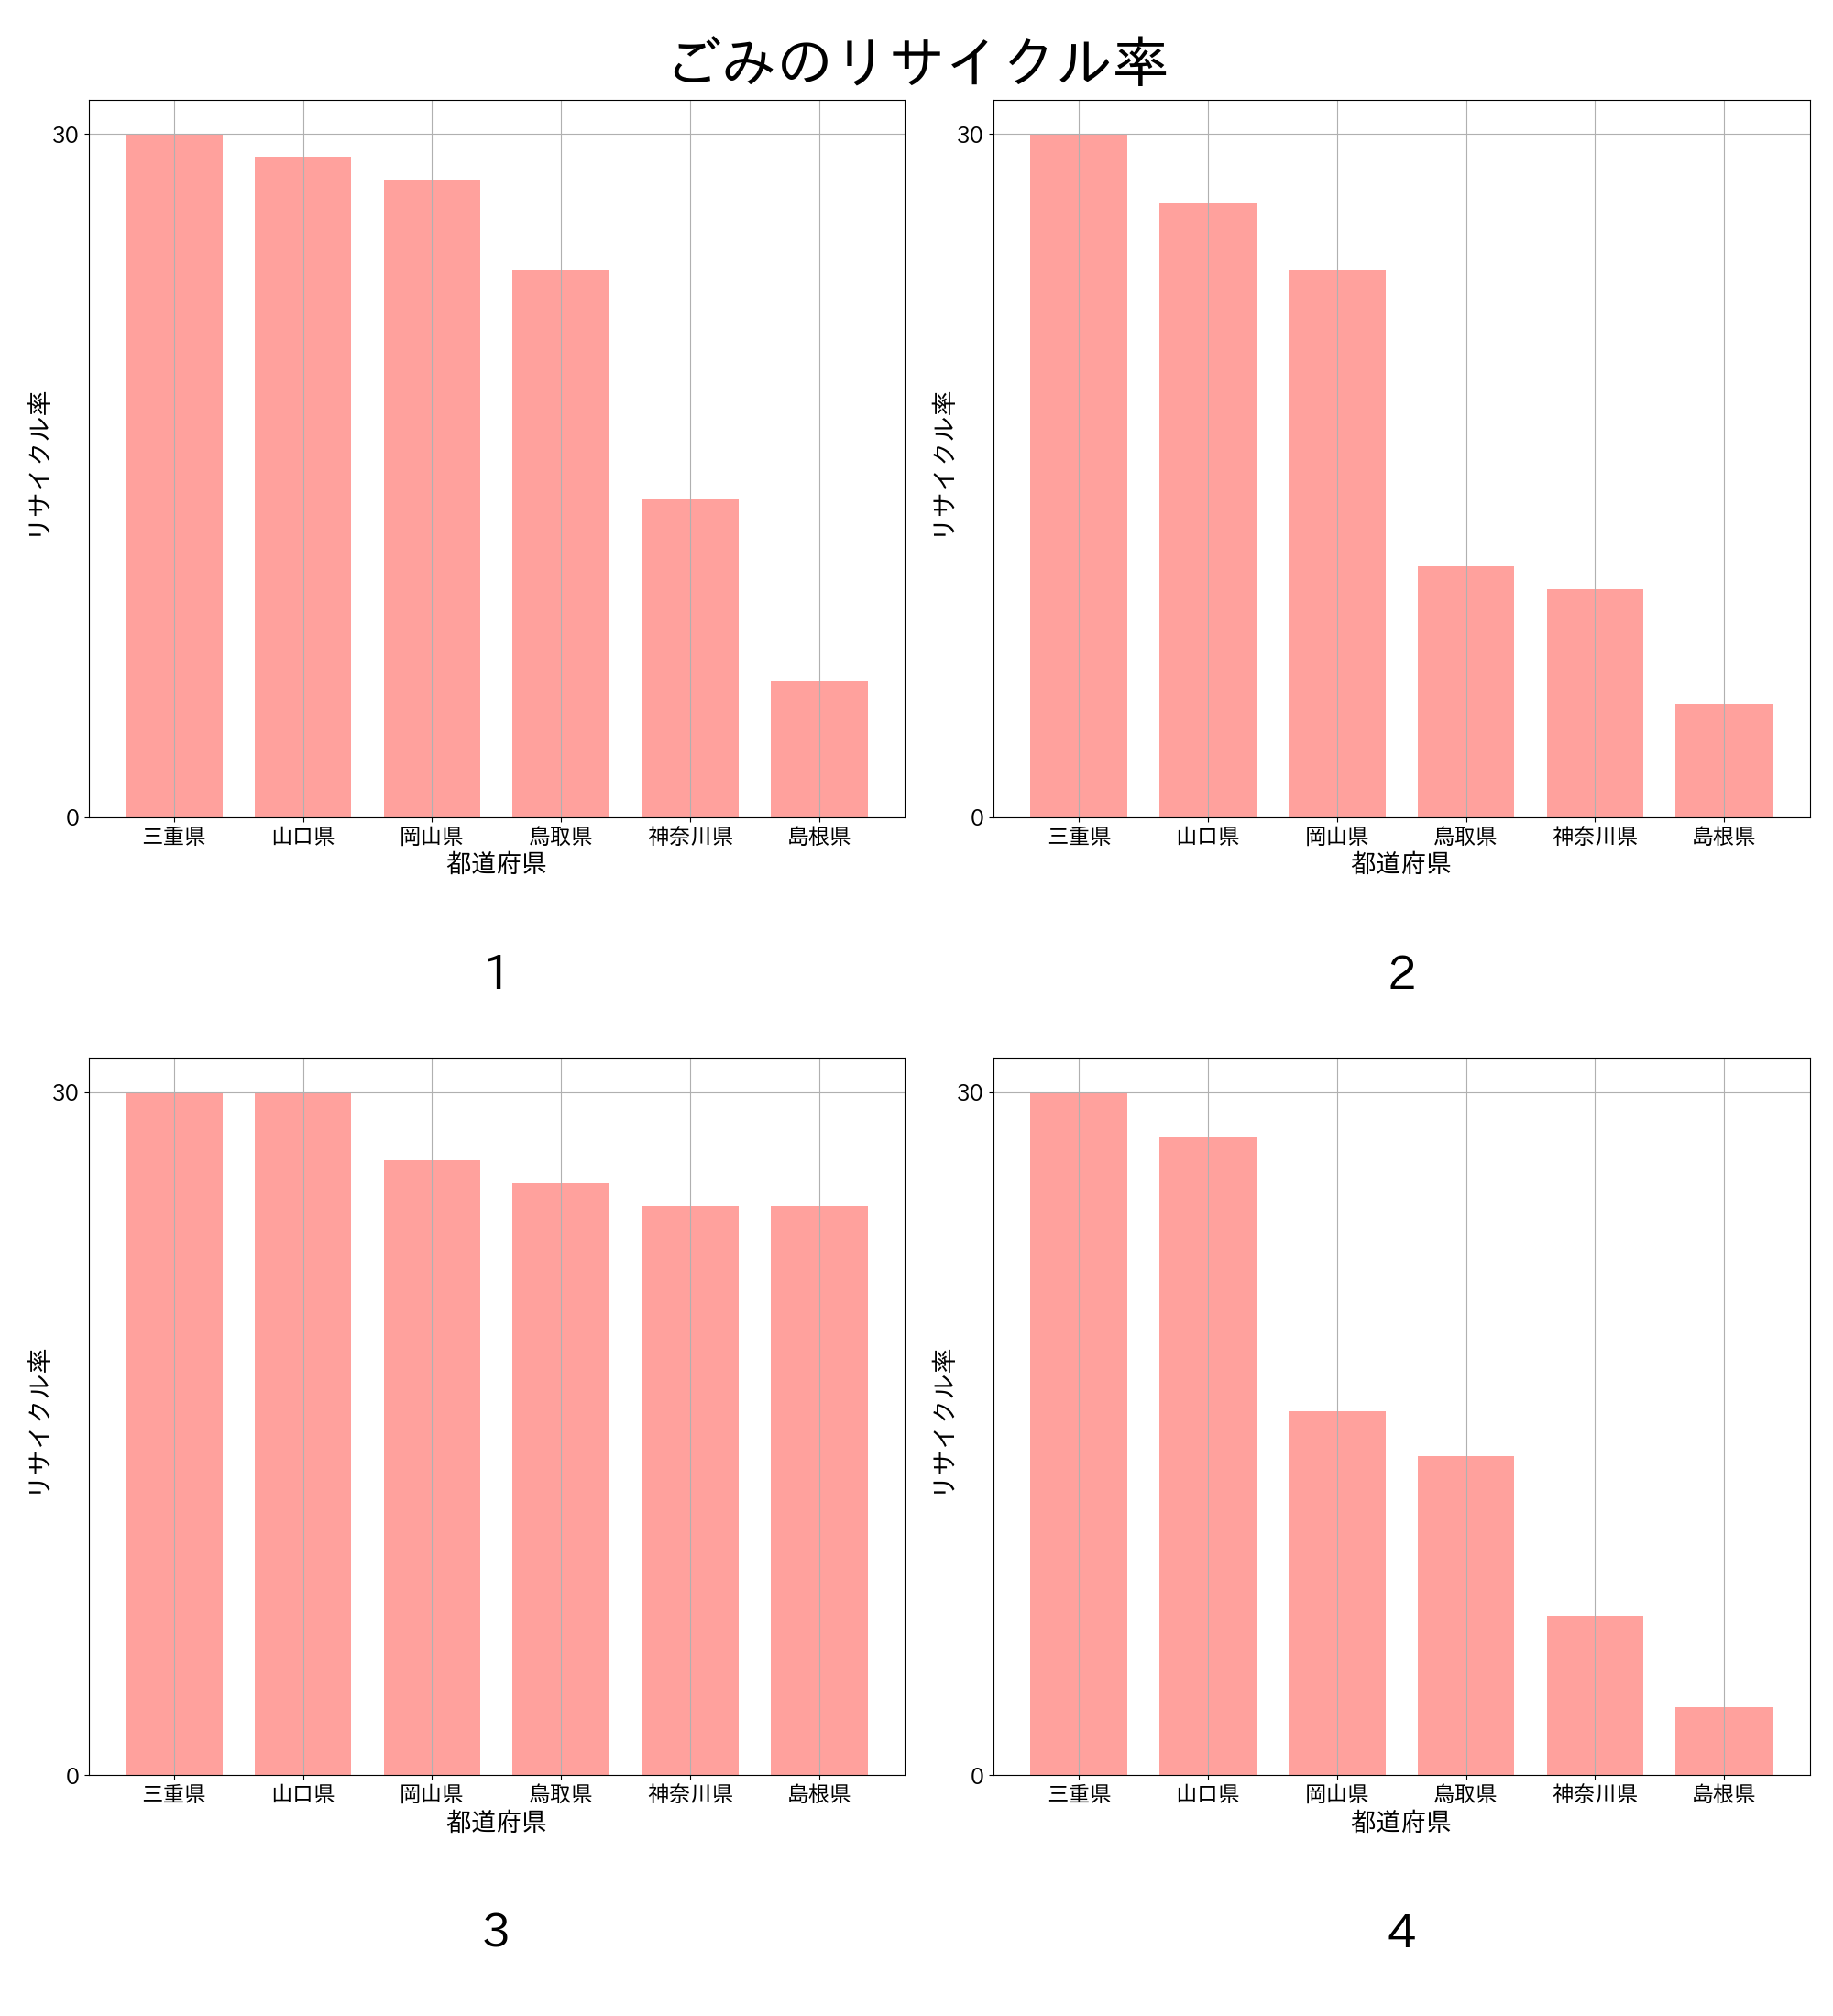 ごみのリサイクル率
30
0
リサイクル率
三重県 山口県 岡山県 鳥取県 神奈川県 島根県
都道府県
1
30
0
リサイクル率
三重県 山口県 岡山県 鳥取県 神奈川県 島根県
都道府県
2
30
0
リサイクル率
三重県 山口県 岡山県 鳥取県 神奈川県 島根県
都道府県
3
30
0
リサイクル率
三重県 山口県 岡山県 鳥取県 神奈川県 島根県
都道府県
4